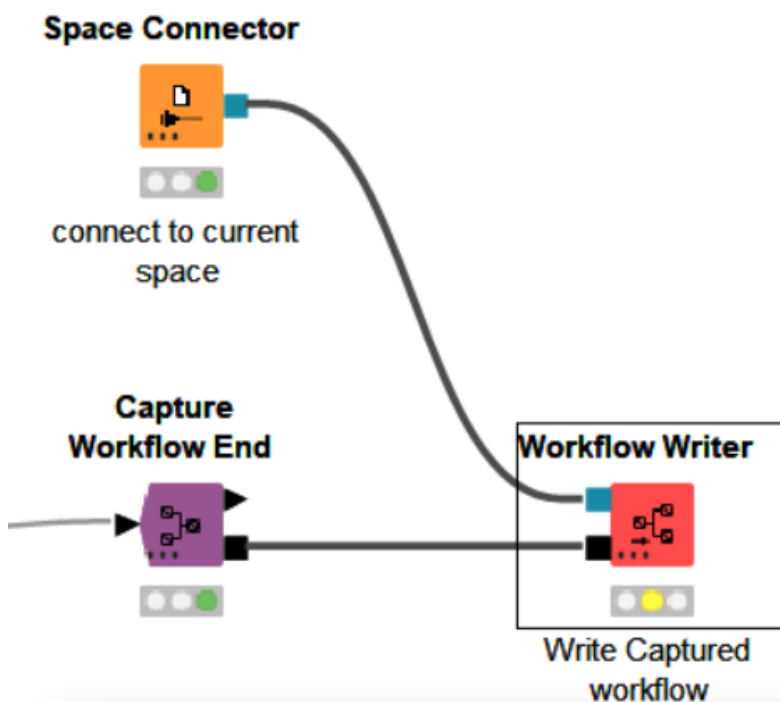 Space Connector
connect to current
space
Capture
Workflow End
Workflow Writer
Write Captured
workflow